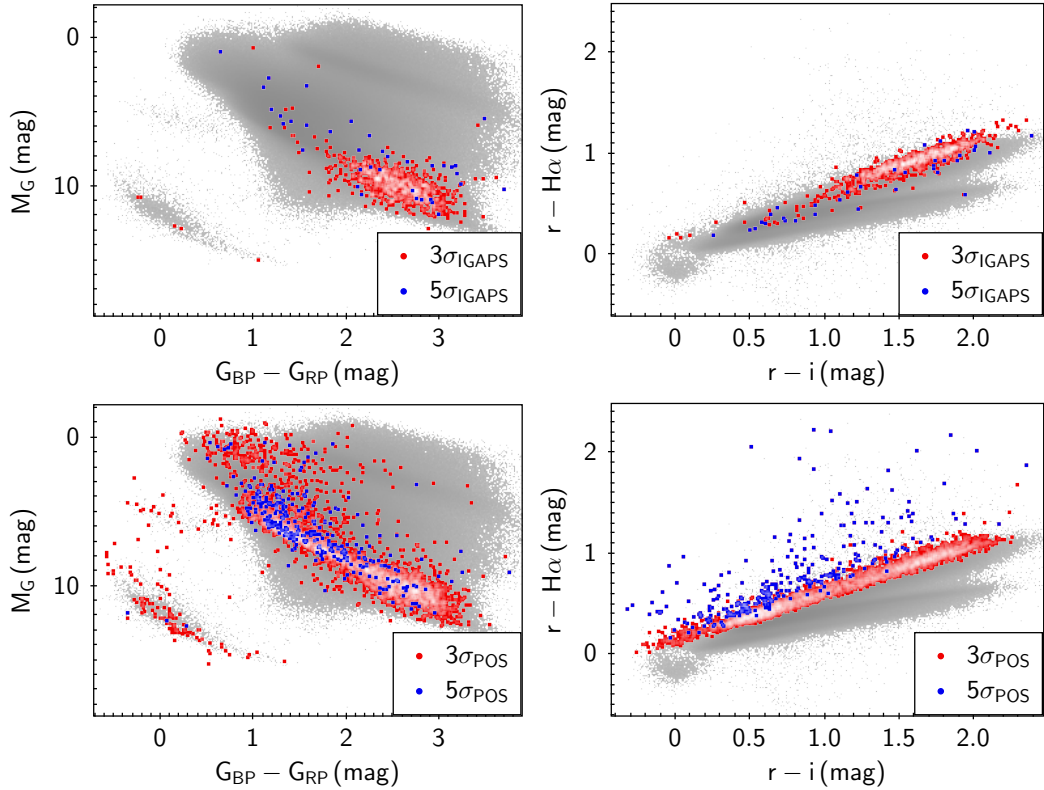 0
10
M_G (mag)
0
1
2
3
G_BP − G_RP (mag)
3σ_IGAPS
5σ_IGAPS
2
1
0
r − Hα (mag)
0
0.5
1.0
1.5
2.0
r − i (mag)
3σ_IGAPS
5σ_IGAPS
0
10
M_G (mag)
0
1
2
3
G_BP − G_RP (mag)
3σ_POS
5σ_POS
2
1
0
r − Hα (mag)
0
0.5
1.0
1.5
2.0
r − i (mag)
3σ_POS
5σ_POS